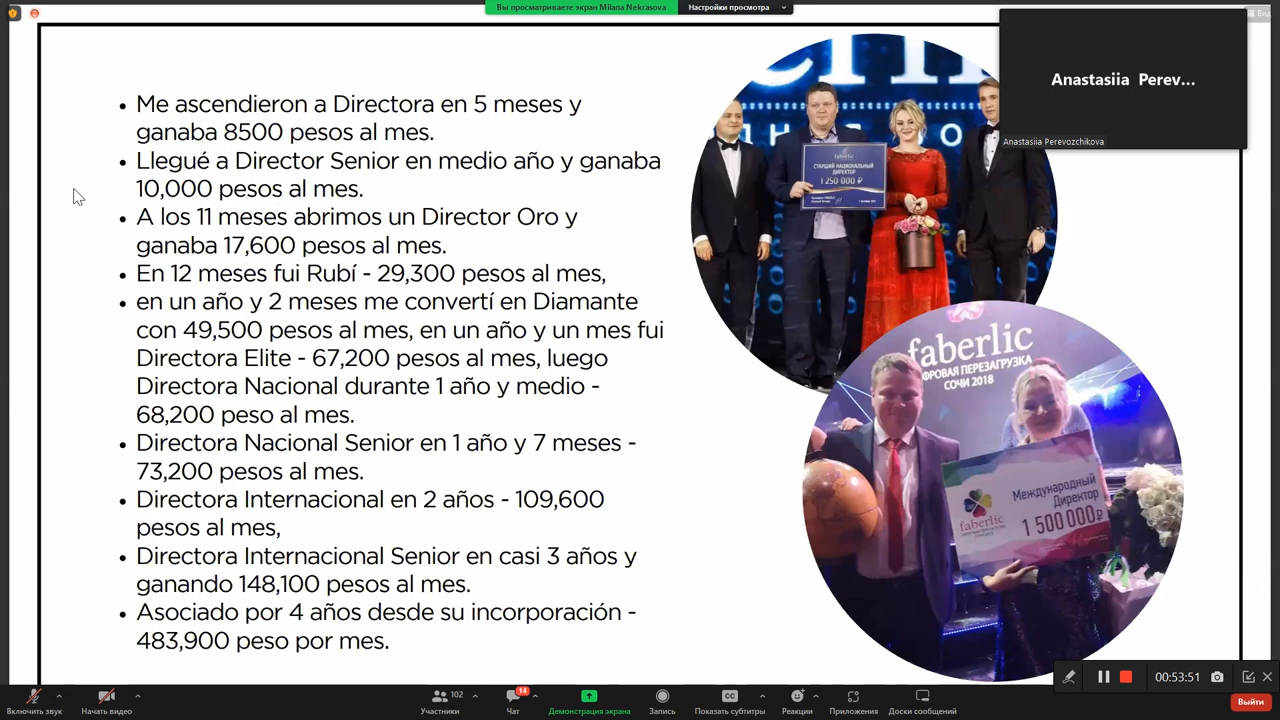 Вы просматриваете экран Milana Nekrasova
Настройки просмотра
Вид
Me ascendieron a Directora en 5 meses y
ganaba 8500 pesos al mes.
Llegué a Director Senior en medio año y ganaba
10,000 pesos al mes.
A los 11 meses abrimos un Director Oro y
ganaba 17,600 pesos al mes.
En 12 meses fui Rubí - 29,300 pesos al mes,
en un año y 2 meses me convertí en Diamante
con 49,500 pesos al mes, en un año y un mes fui
Directora Elite - 67,200 pesos al mes, luego
Directora Nacional durante 1 año y medio -
68,200 peso al mes.
Directora Nacional Senior en 1 año y 7 meses -
73,200 pesos al mes.
Directora Internacional en 2 años - 109,600
pesos al mes,
Directora Internacional Senior en casi 3 años y
ganando 148,100 pesos al mes.
Asociado por 4 años desde su incorporación -
483,900 peso por mes.
Anastasiia Perev...
Anastasiia Perevozchikova
faberlic
СТАРШИЙ НАЦИОНАЛЬНЫЙ
ДИРЕКТОР
1 250 000 ₽
faberlic
ФРОВАЯ ПЕРЕЗАГРУЗКА
СОЧИ 2018
faberlic
Международный
Директор
1 500 000 ₽
00:53:51
Включить звук
Начать видео
102
Участники
14
Чат
Демонстрация экрана
Запись
CC
Показать субтитры
Реакции
Приложения
Доски сообщений
Выйти